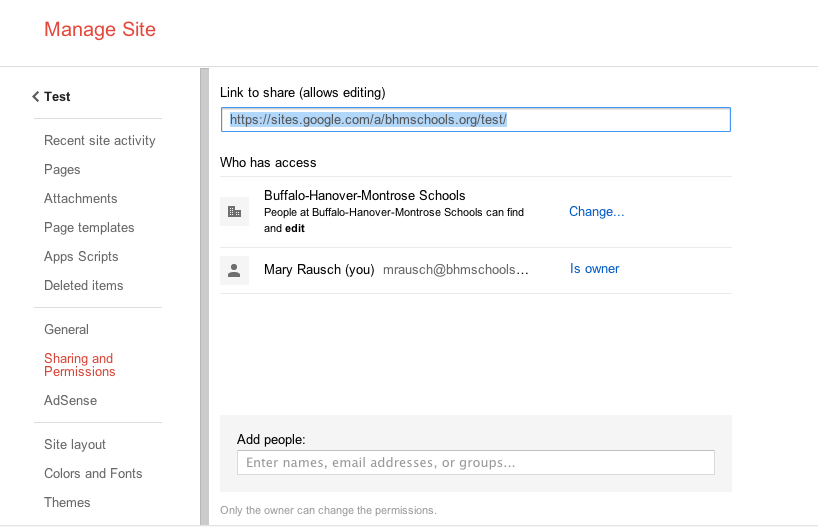 Manage Site
Test
Recent site activity
Pages
Attachments
Page templates
Apps Scripts
Deleted items
General
Sharing and
Permissions
AdSense
Site layout
Colors and Fonts
Themes
Link to share (allows editing)
https://sites.google.com/a/bhmschools.org/test/
Who has access
Buffalo-Hanover-Montrose Schools
People at Buffalo-Hanover-Montrose Schools can find
and edit
Change...
Mary Rausch (you) mrausch@bhmschools... Is owner
Add people:
Enter names, email addresses, or groups...
Only the owner can change the permissions.